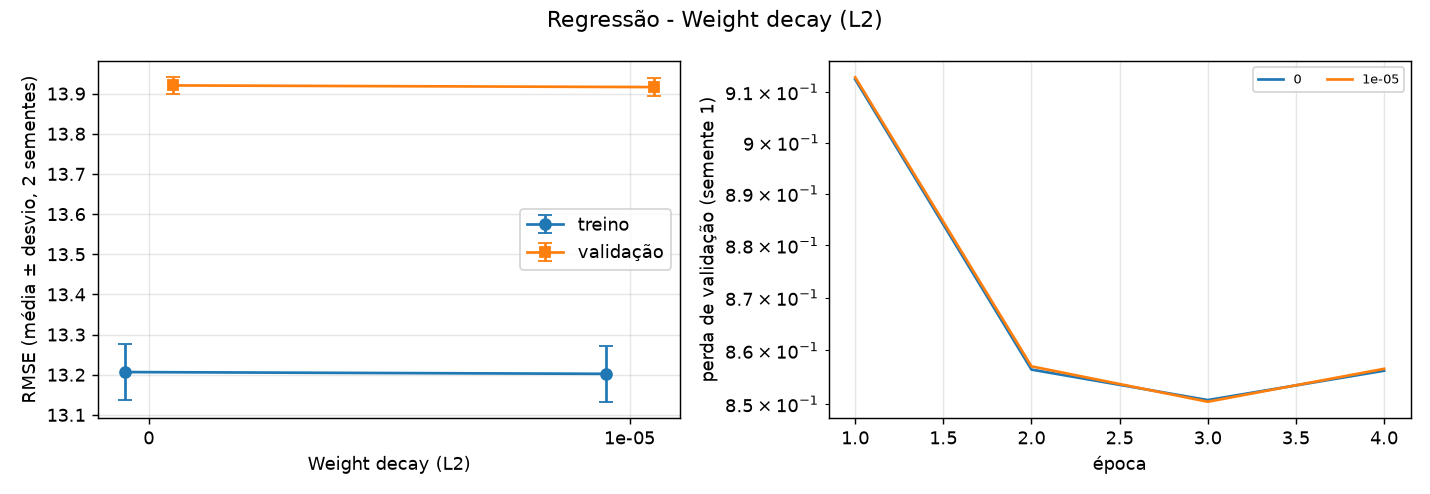 Regressão - Weight decay (L2)
RMSE (média ± desvio, 2 sementes)
13.9
13.8
13.7
13.6
13.5
13.4
13.3
13.2
13.1
treino
validação
0
1e-05
Weight decay (L2)
perda de validação (semente 1)
9.1 × 10⁻¹
9 × 10⁻¹
8.9 × 10⁻¹
8.8 × 10⁻¹
8.7 × 10⁻¹
8.6 × 10⁻¹
8.5 × 10⁻¹
0 1e-05
1.0 1.5 2.0 2.5 3.0 3.5 4.0
época